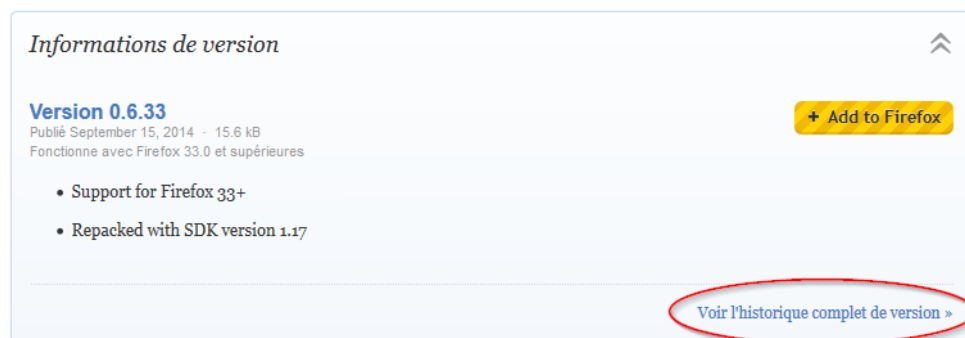 Informations de version
Version 0.6.33
+ Add to Firefox
Publié September 15, 2014 · 15.6 kB
Fonctionne avec Firefox 33.0 et supérieures
• Support for Firefox 33+
• Repacked with SDK version 1.17
Voir l'historique complet de version »